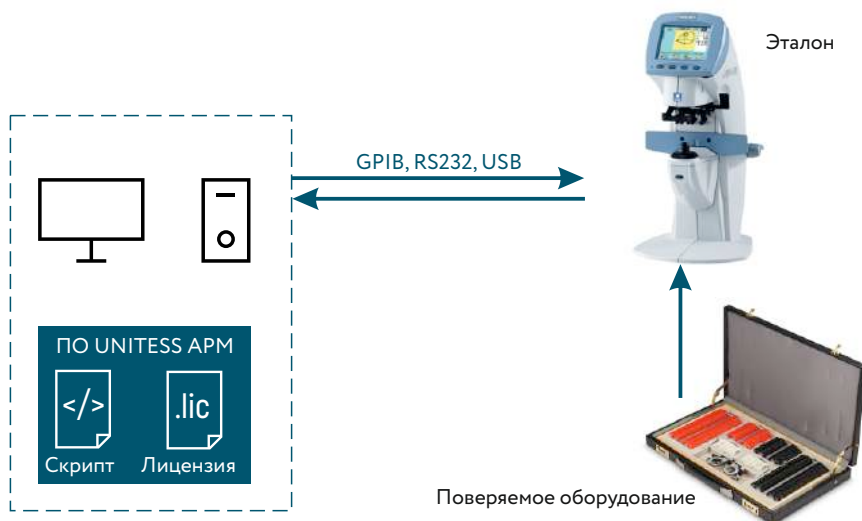 Эталон
GPIB, RS232, USB
ПО UNITESS АРМ
</>
.lic
Скрипт
Лицензия
Поверяемое оборудование